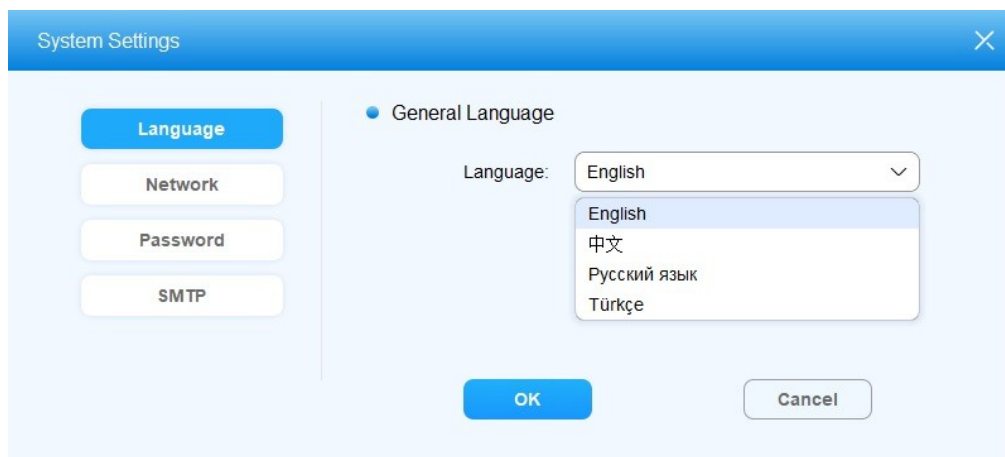 System Settings
Language
Network
Password
SMTP
General Language
Language: English
English
中文
Русский язык
Türkçe
OK
Cancel